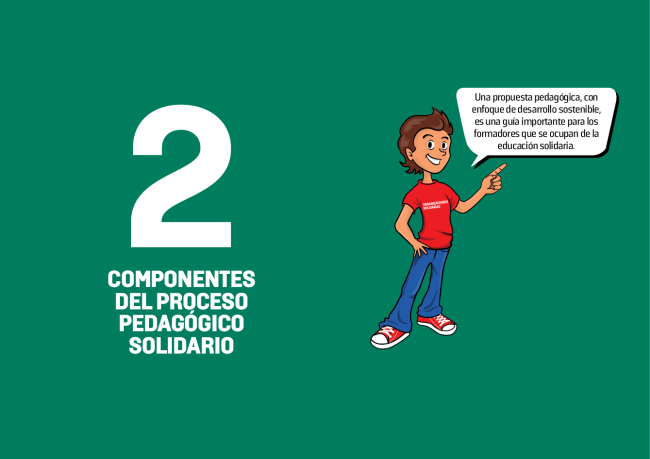 2
COMPONENTES
DEL PROCESO
PEDAGÓGICO
SOLIDARIO
Una propuesta pedagógica, con
enfoque de desarrollo sostenible,
es una guía importante para los
formadores que se ocupan de la
educación solidaria.
ORGANIZACIONES
SOLIDARIAS